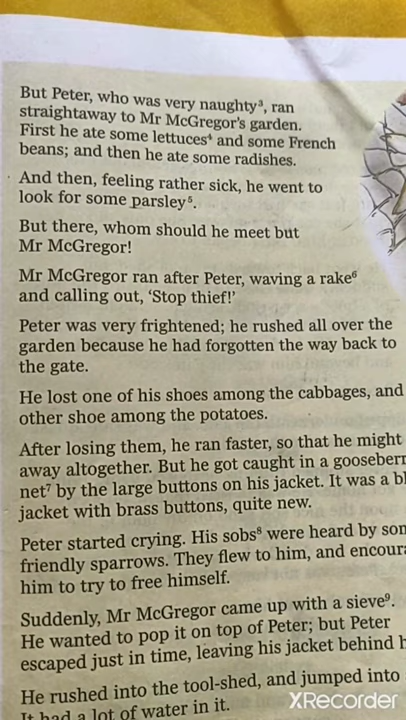 But Peter, who was very naughty³, ran
straightaway to Mr McGregor's garden.
First he ate some lettuces⁴ and some French
beans; and then he ate some radishes.
And then, feeling rather sick, he went to
look for some parsley⁵.
But there, whom should he meet but
Mr McGregor!
Mr McGregor ran after Peter, waving a rake⁶
and calling out, 'Stop thief!'
Peter was very frightened; he rushed all over the
garden because he had forgotten the way back to
the gate.
He lost one of his shoes among the cabbages, and
other shoe among the potatoes.
After losing them, he ran faster, so that he might
away altogether. But he got caught in a gooseberr
net⁷ by the large buttons on his jacket. It was a bl
jacket with brass buttons, quite new.
Peter started crying. His sobs⁸ were heard by som
friendly sparrows. They flew to him, and encoura
him to try to free himself.
Suddenly, Mr McGregor came up with a sieve⁹.
He wanted to pop it on top of Peter; but Peter
escaped just in time, leaving his jacket behind h
He rushed into the tool-shed, and jumped into
It had a lot of water in it.
XRecorder